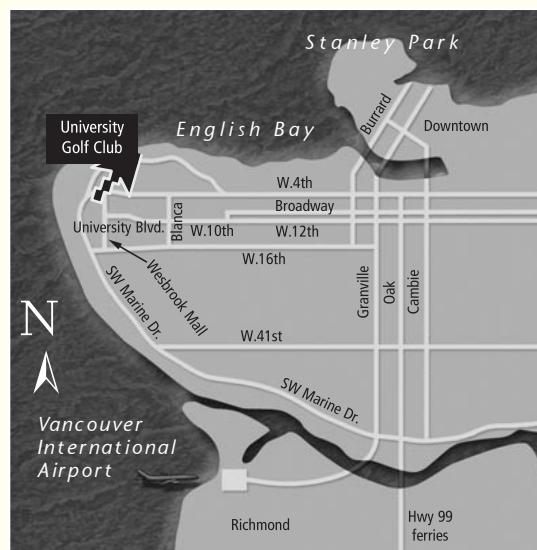 Stanley Park
University
Golf Club
English Bay
Burrard
Downtown
W.4th
Broadway
University Blvd.
Blanca
W.10th
W.12th
W.16th
Wesbrook Mall
SW Marine Dr.
Granville
Oak
Cambie
N
W.41st
SW Marine Dr.
Vancouver
International
Airport
Richmond
Hwy 99
ferries